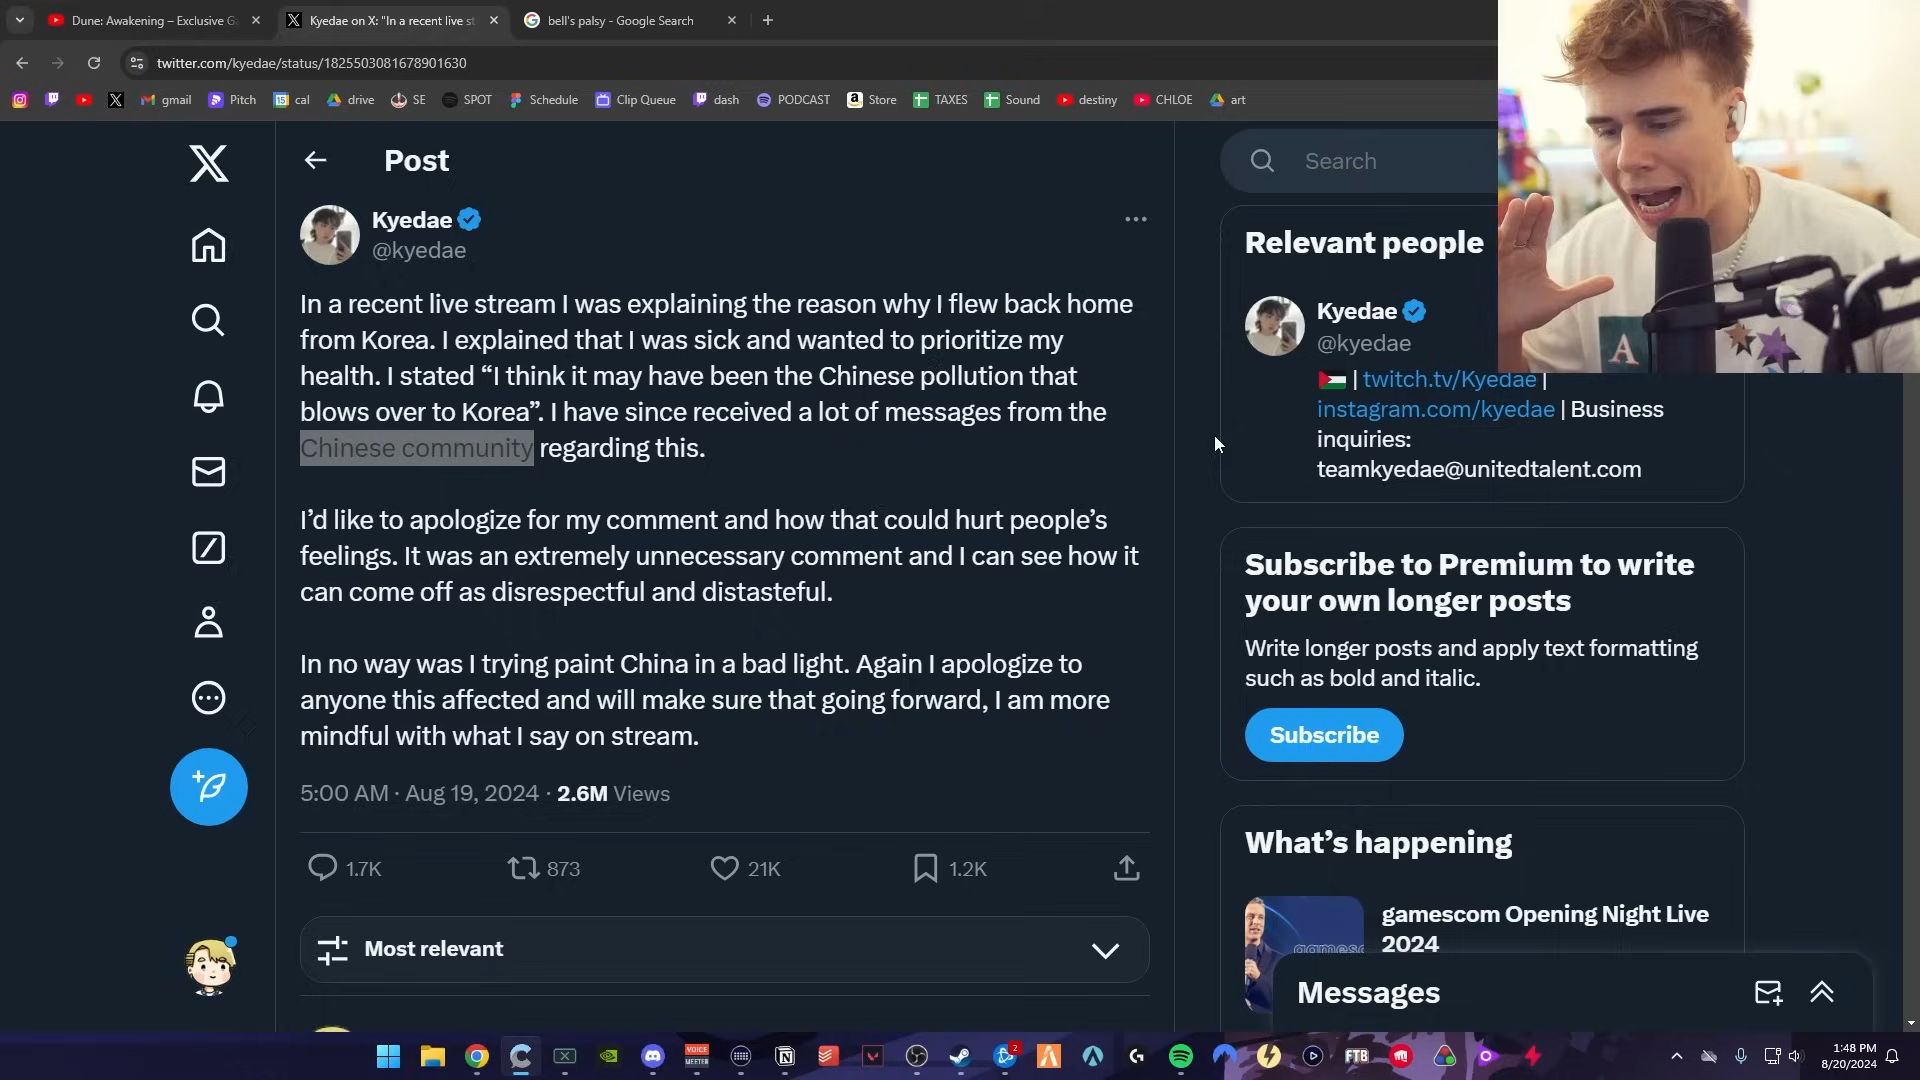 Dune: Awakening – Exclusive G
Kyedae on X: "In a recent live st
bell's palsy - Google Search
twitter.com/kyedae/status/1825503081678901630
gmail
Pitch
cal
drive
SE
SPOT
Schedule
Clip Queue
dash
PODCAST
Store
TAXES
Sound
destiny
CHLOE
art
Post
Kyedae
@kyedae
In a recent live stream I was explaining the reason why I flew back home
from Korea. I explained that I was sick and wanted to prioritize my
health. I stated “I think it may have been the Chinese pollution that
blows over to Korea”. I have since received a lot of messages from the
Chinese community regarding this.
I’d like to apologize for my comment and how that could hurt people’s
feelings. It was an extremely unnecessary comment and I can see how it
can come off as disrespectful and distasteful.
In no way was I trying paint China in a bad light. Again I apologize to
anyone this affected and will make sure that going forward, I am more
mindful with what I say on stream.
5:00 AM · Aug 19, 2024 · 2.6M Views
1.7K
873
21K
1.2K
Most relevant
Search
Relevant people
Kyedae
@kyedae
| twitch.tv/Kyedae |
instagram.com/kyedae | Business
inquiries:
teamkyedae@unitedtalent.com
Subscribe to Premium to write
your own longer posts
Write longer posts and apply text formatting
such as bold and italic.
Subscribe
What’s happening
gamescom Opening Night Live
2024
Messages
A
VOICE
MEETER
2
FTB
1:48 PM
8/20/2024